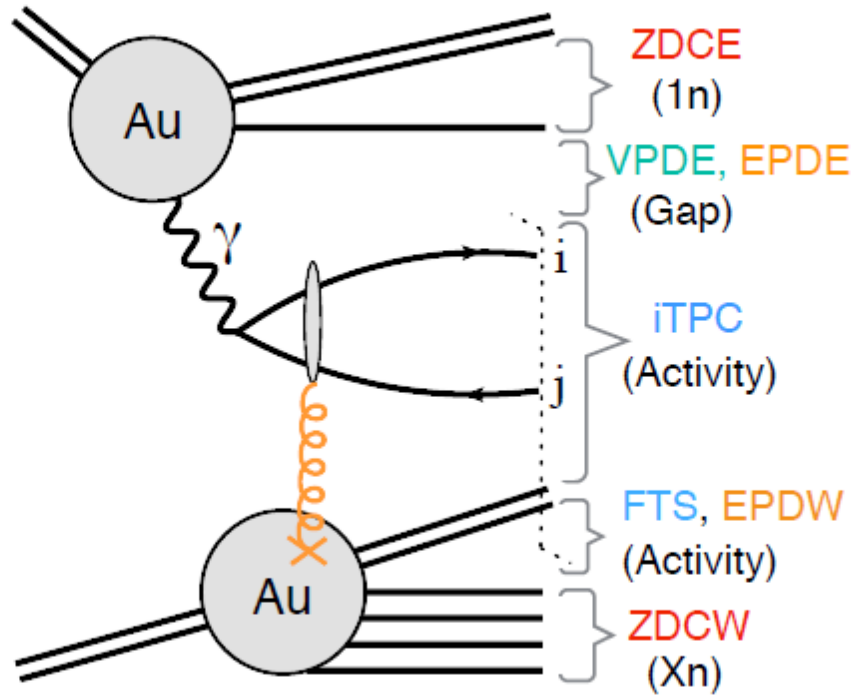 Au
ZDCE
(1n)
VPDE, EPDE
(Gap)
γ
i
iTPC
(Activity)
j
FTS, EPDW
(Activity)
Au
ZDCW
(Xn)